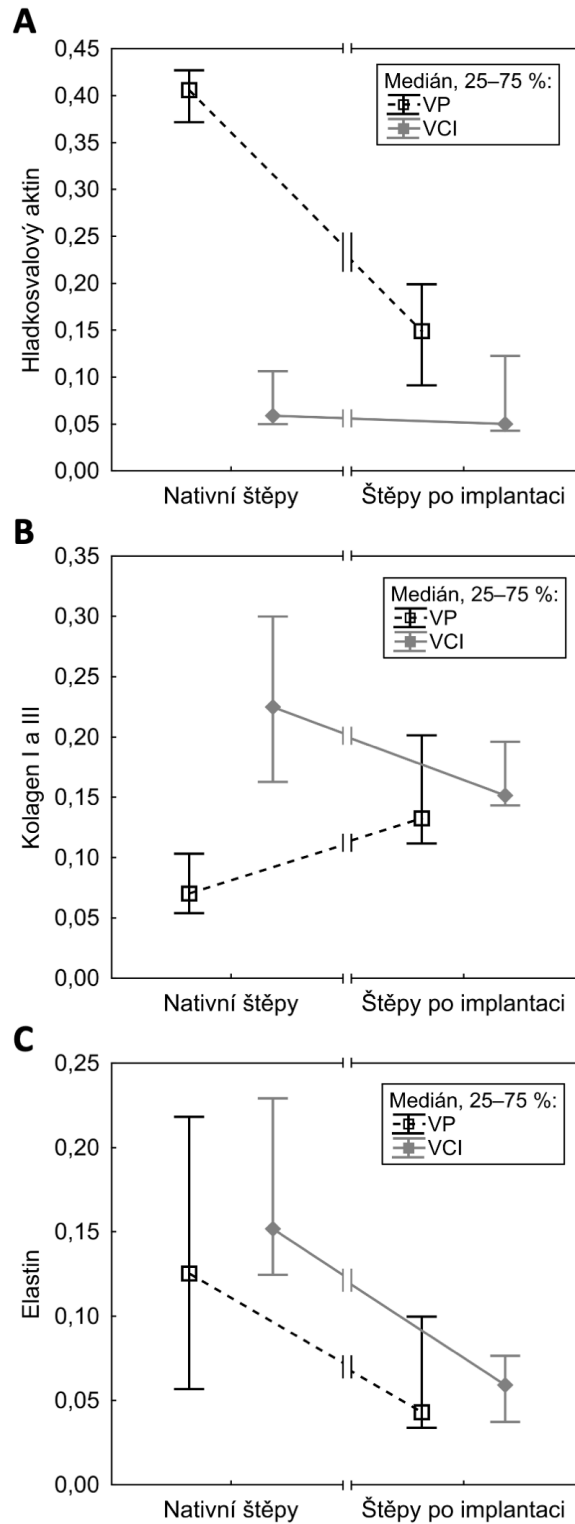 A
0,45
0,40
0,35
0,30
0,25
0,20
0,15
0,10
0,05
0,00
Hladkosvalový aktin
Medián, 25–75 %:
VP
VCI
Nativní štěpy
Štěpy po implantaci
B
0,35
0,30
0,25
0,20
0,15
0,10
0,05
0,00
Kolagen I a III
Medián, 25–75 %:
VP
VCI
Nativní štěpy
Štěpy po implantaci
C
0,25
0,20
0,15
0,10
0,05
0,00
Elastin
Medián, 25–75 %:
VP
VCI
Nativní štěpy
Štěpy po implantaci